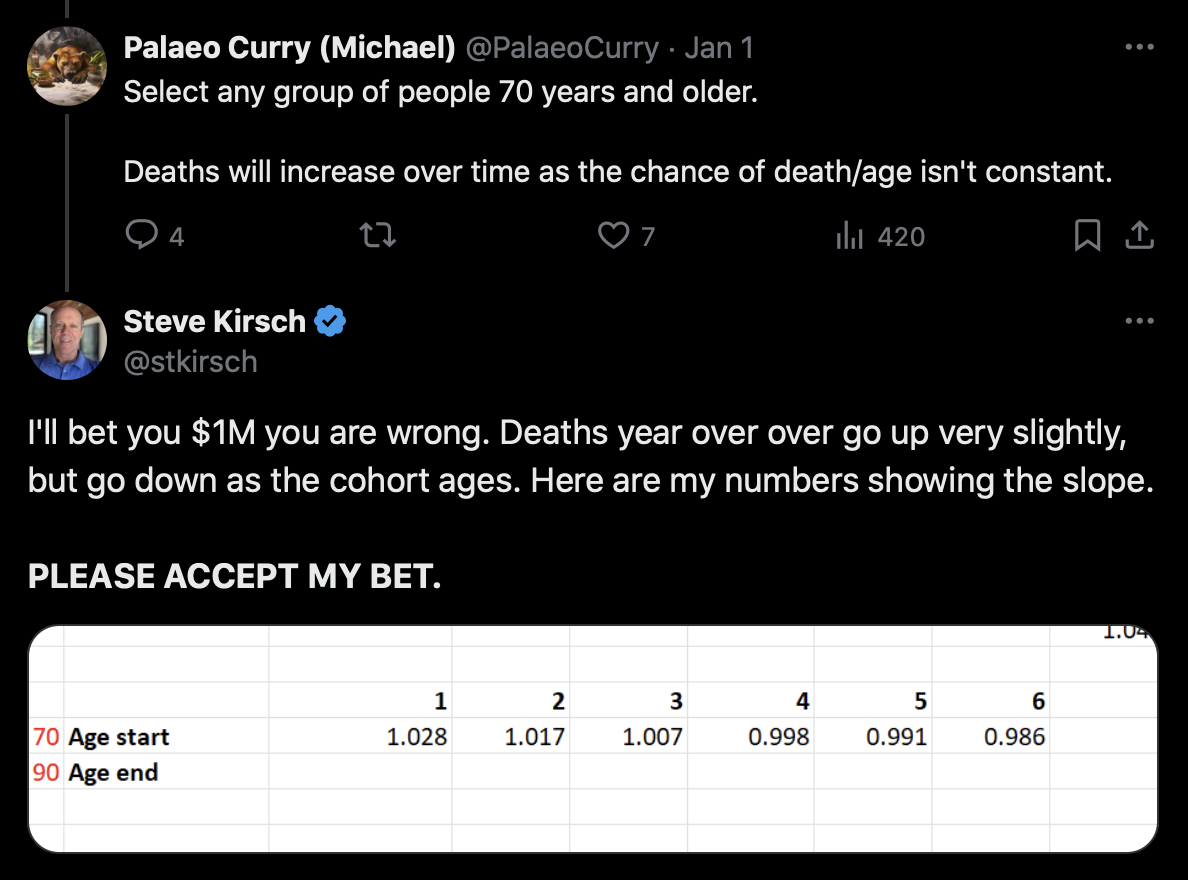 Palaeo Curry (Michael) @PalaeoCurry · Jan 1
Select any group of people 70 years and older.
Deaths will increase over time as the chance of death/age isn't constant.
4 7 420
Steve Kirsch
@stkirsch
I'll bet you $1M you are wrong. Deaths year over over go up very slightly,
but go down as the cohort ages. Here are my numbers showing the slope.
PLEASE ACCEPT MY BET.
1.04
1 2 3 4 5 6
70 Age start 1.028 1.017 1.007 0.998 0.991 0.986
90 Age end